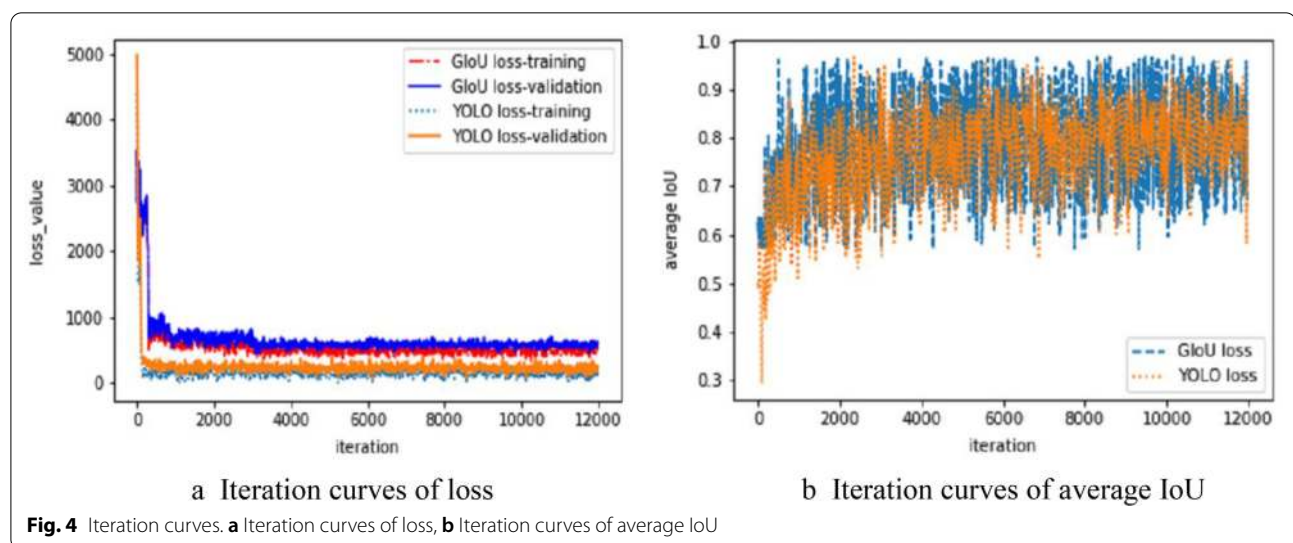 5000
4000
3000
2000
1000
0
loss_value
GIoU loss-training
GIoU loss-validation
YOLO loss-training
YOLO loss-validation
0
2000
4000
6000
8000
10000
12000
iteration
a Iteration curves of loss
1.0
0.9
0.8
0.7
0.6
0.5
0.4
0.3
average IoU
GIoU loss
YOLO loss
0
2000
4000
6000
8000
10000
12000
iteration
b Iteration curves of average IoU
Fig. 4 Iteration curves. a Iteration curves of loss, b Iteration curves of average IoU